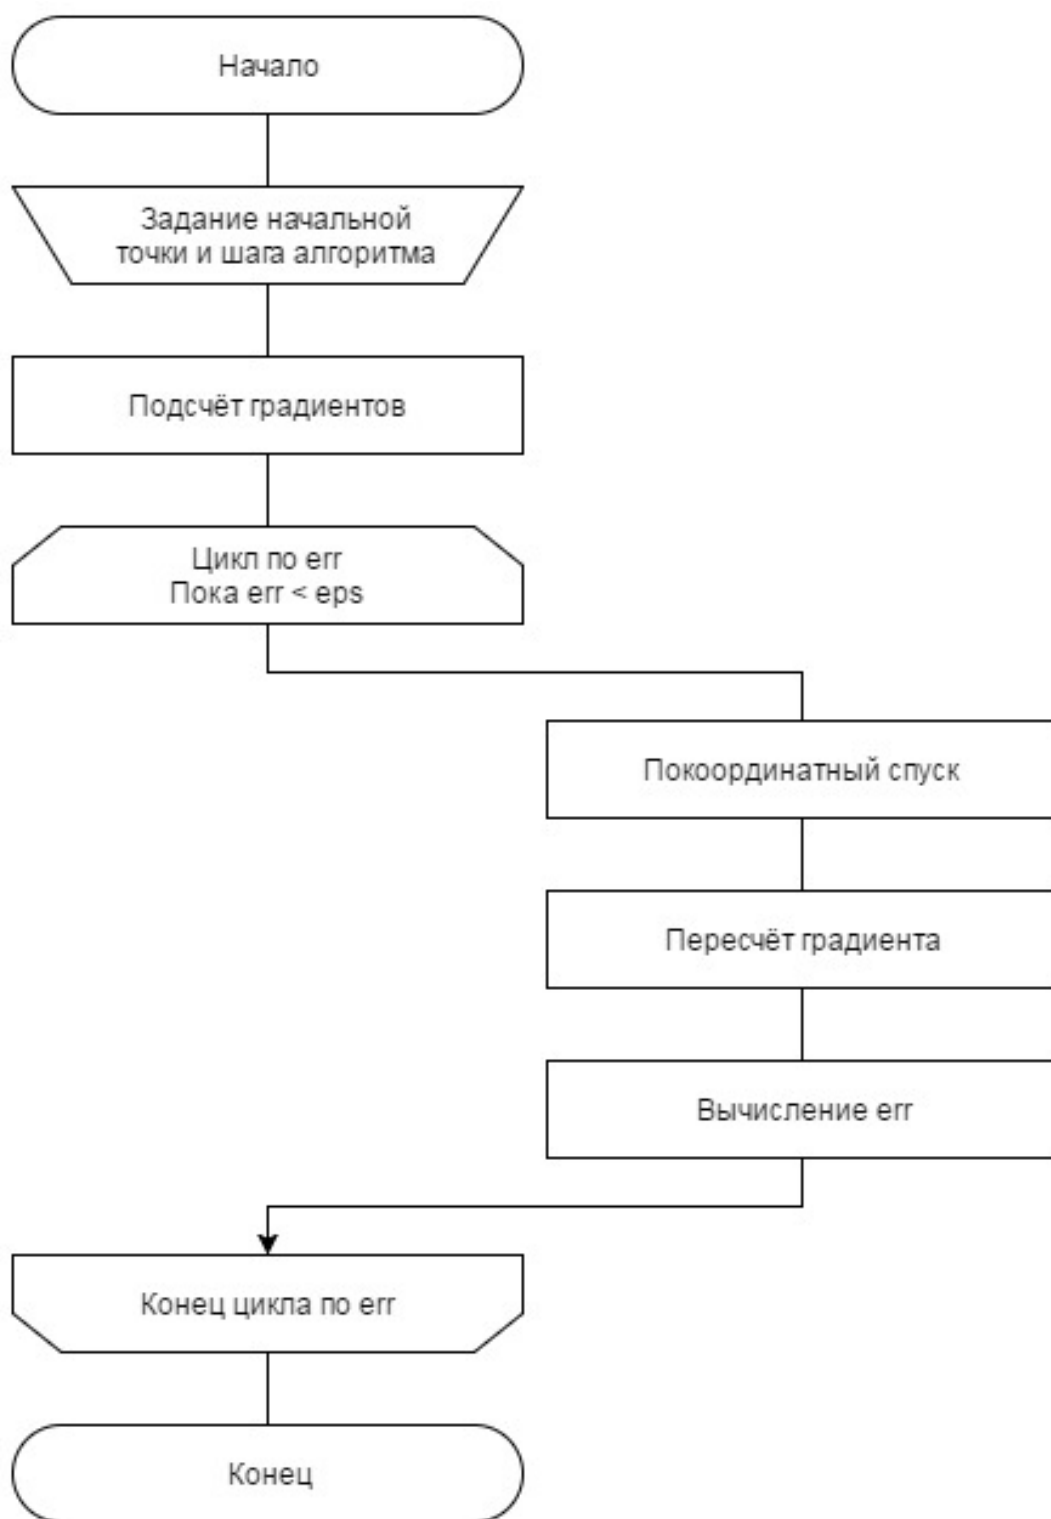 Начало
Задание начальной
точки и шага алгоритма
Подсчёт градиентов
Цикл по err
Пока err < eps
Покоординатный спуск
Пересчёт градиента
Вычисление err
Конец цикла по err
Конец